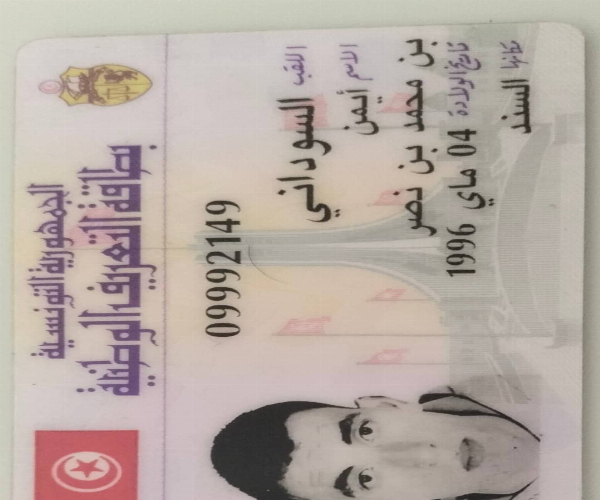 الجمهورية التونسية
بطاقة التعريف الوطنية
09992149
اللقب السوداني
الاسم أيمن
بن محمد بن نصر
تاريخ الولادة 04 ماي 1996
مكانها السند